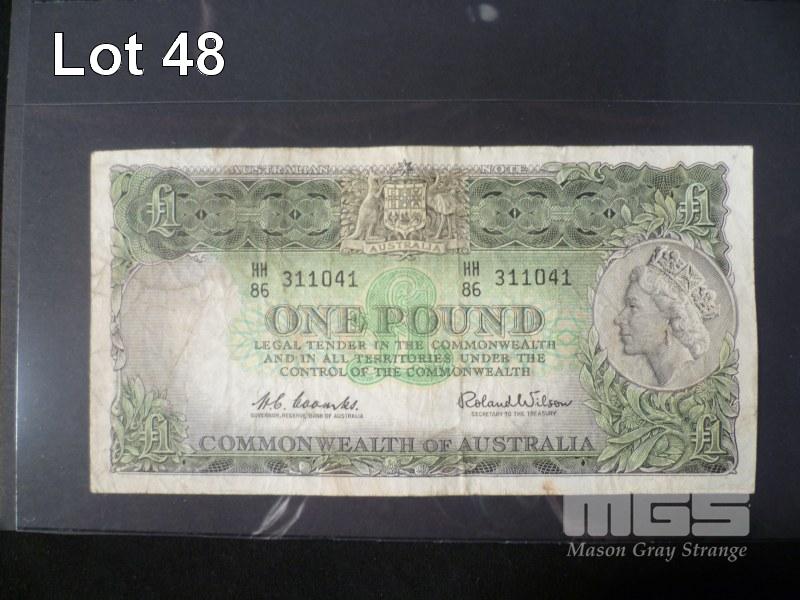 Lot 48
AUSTRALIAN NOTE
£1 £1
AUSTRALIA
HH 86 311041 HH 86 311041
ONE POUND
LEGAL TENDER IN THE COMMONWEALTH
AND IN ALL TERRITORIES UNDER THE
CONTROL OF THE COMMONWEALTH
H.C. Coombs. Roland Wilson
GOVERNOR, RESERVE BANK OF AUSTRALIA SECRETARY TO THE TREASURY
£1 £1
COMMONWEALTH OF AUSTRALIA
MGS
Mason Gray Strange